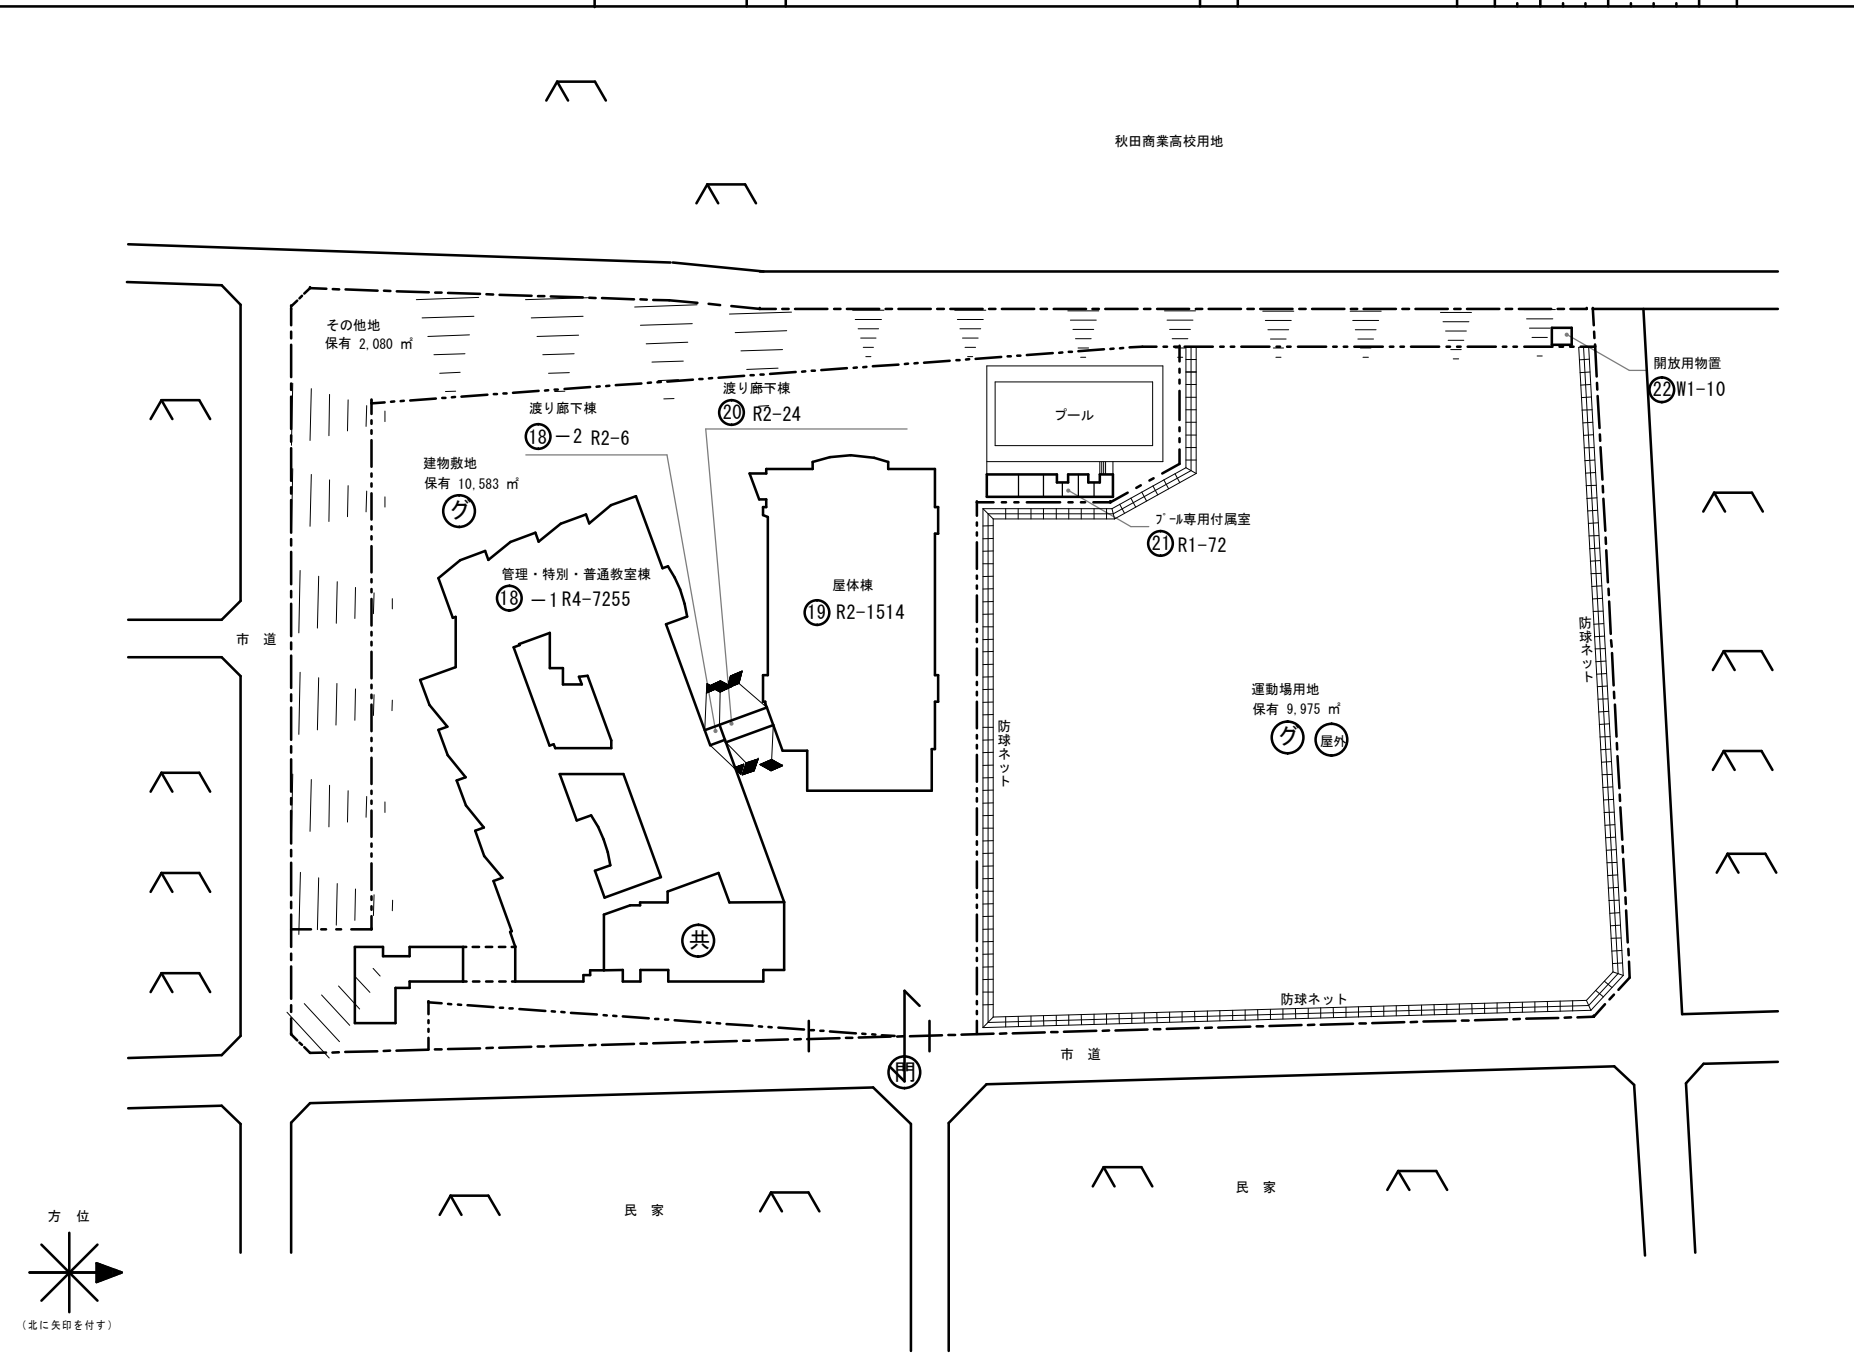 秋田商業高校用地
その他地
保有 2,080 ㎡
開放用物置
22 W1-10
渡り廊下棟
20 R2-24
渡り廊下棟
18 －2 R2-6
プール
建物敷地
保有 10,583 ㎡
グ
プール専用付属室
21 R1-72
管理・特別・普通教室棟
18 －1 R4-7255
屋体棟
19 R2-1514
市 道
防球ネット
運動場用地
保有 9,975 ㎡
グ 屋外
防球ネット
共
防球ネット
市 道
門
民 家
民 家
方 位
(北に矢印を付す)